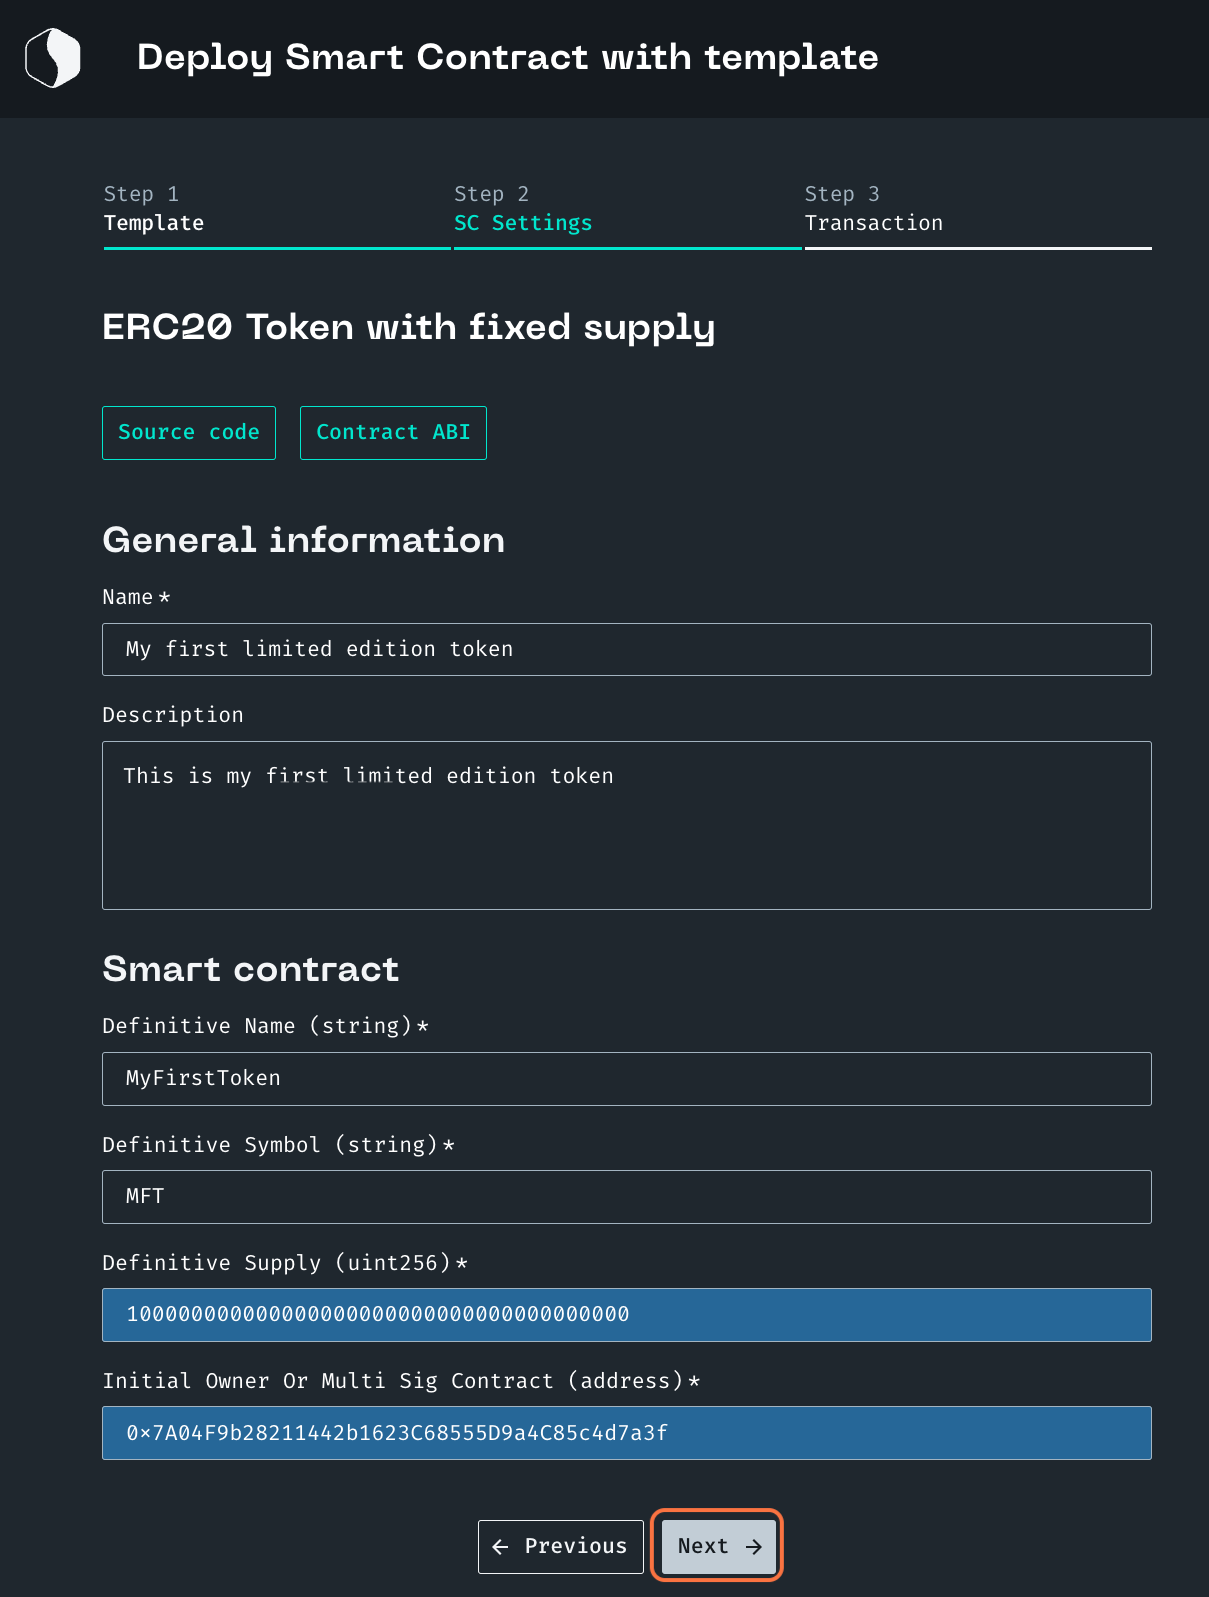 Deploy Smart Contract with template
Step 1
Template
Step 2
SC Settings
Step 3
Transaction
ERC20 Token with fixed supply
Source code
Contract ABI
General information
Name*
My first limited edition token
Description
This is my first limited edition token
Smart contract
Definitive Name (string)*
MyFirstToken
Definitive Symbol (string)*
MFT
Definitive Supply (uint256)*
100000000000000000000000000000000000000
Initial Owner Or Multi Sig Contract (address)*
0x7A04F9b28211442b1623C68555D9a4C85c4d7a3f
← Previous
Next →